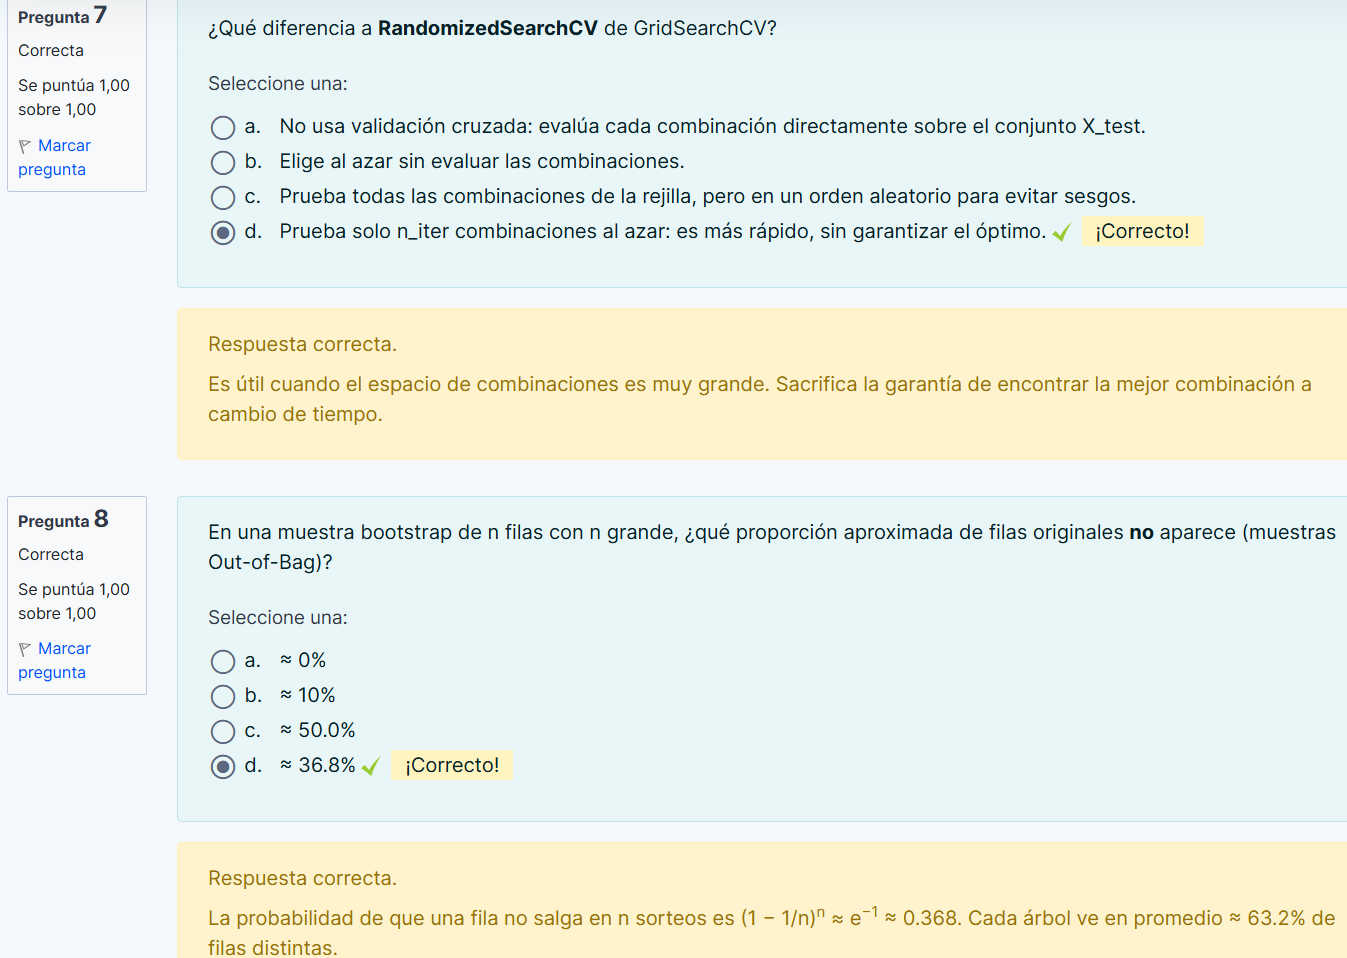 Pregunta 7
Correcta
Se puntúa 1,00
sobre 1,00
Marcar
pregunta
¿Qué diferencia a RandomizedSearchCV de GridSearchCV?
Seleccione una:
a. No usa validación cruzada: evalúa cada combinación directamente sobre el conjunto X_test.
b. Elige al azar sin evaluar las combinaciones.
c. Prueba todas las combinaciones de la rejilla, pero en un orden aleatorio para evitar sesgos.
d. Prueba solo n_iter combinaciones al azar: es más rápido, sin garantizar el óptimo. ¡Correcto!
Respuesta correcta.
Es útil cuando el espacio de combinaciones es muy grande. Sacrifica la garantía de encontrar la mejor combinación a
cambio de tiempo.
Pregunta 8
Correcta
Se puntúa 1,00
sobre 1,00
Marcar
pregunta
En una muestra bootstrap de n filas con n grande, ¿qué proporción aproximada de filas originales no aparece (muestras
Out-of-Bag)?
Seleccione una:
a. ≈ 0%
b. ≈ 10%
c. ≈ 50.0%
d. ≈ 36.8% ¡Correcto!
Respuesta correcta.
La probabilidad de que una fila no salga en n sorteos es (1 − 1/n)ⁿ ≈ e⁻¹ ≈ 0.368. Cada árbol ve en promedio ≈ 63.2% de
filas distintas.